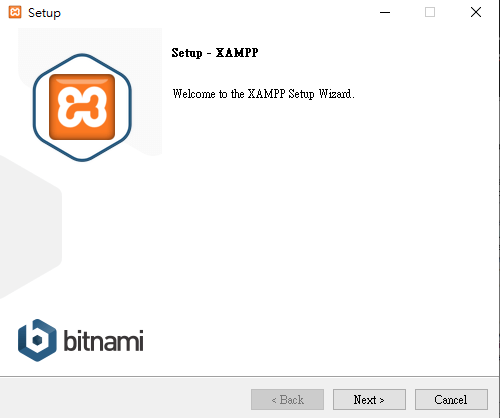 Setup
Setup - XAMPP
Welcome to the XAMPP Setup Wizard.
bitnami
< Back
Next >
Cancel